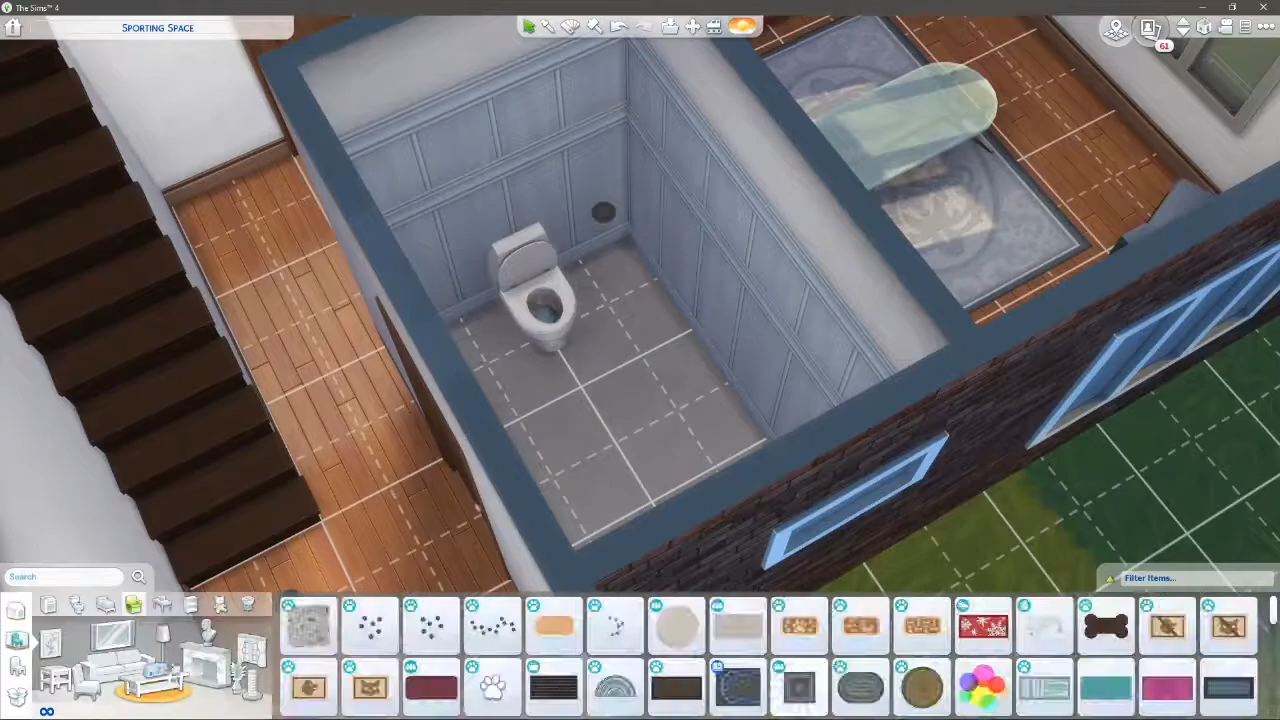 The Sims™ 4
SPORTING SPACE
61
Search
Filter Items...